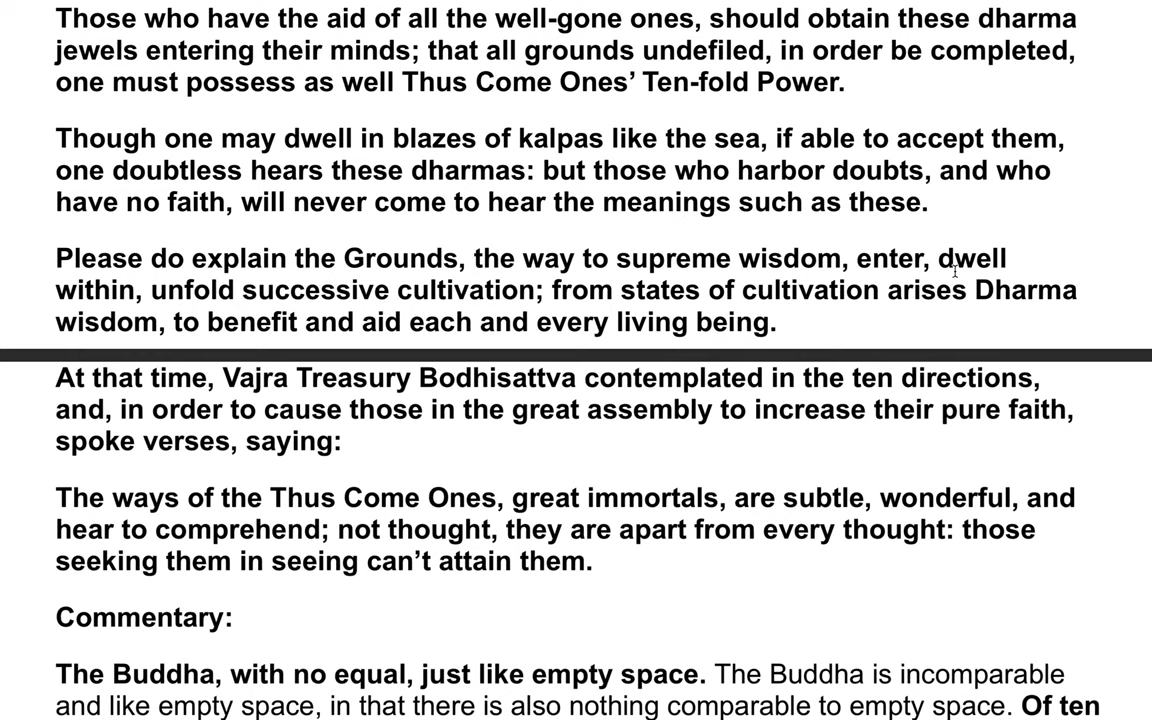 Those who have the aid of all the well-gone ones, should obtain these dharma
jewels entering their minds; that all grounds undefiled, in order be completed,
one must possess as well Thus Come Ones’ Ten-fold Power.
Though one may dwell in blazes of kalpas like the sea, if able to accept them,
one doubtless hears these dharmas: but those who harbor doubts, and who
have no faith, will never come to hear the meanings such as these.
Please do explain the Grounds, the way to supreme wisdom, enter, dwell
within, unfold successive cultivation; from states of cultivation arises Dharma
wisdom, to benefit and aid each and every living being.
At that time, Vajra Treasury Bodhisattva contemplated in the ten directions,
and, in order to cause those in the great assembly to increase their pure faith,
spoke verses, saying:
The ways of the Thus Come Ones, great immortals, are subtle, wonderful, and
hear to comprehend; not thought, they are apart from every thought: those
seeking them in seeing can’t attain them.
Commentary:
The Buddha, with no equal, just like empty space. The Buddha is incomparable
and like empty space, in that there is also nothing comparable to empty space. Of ten